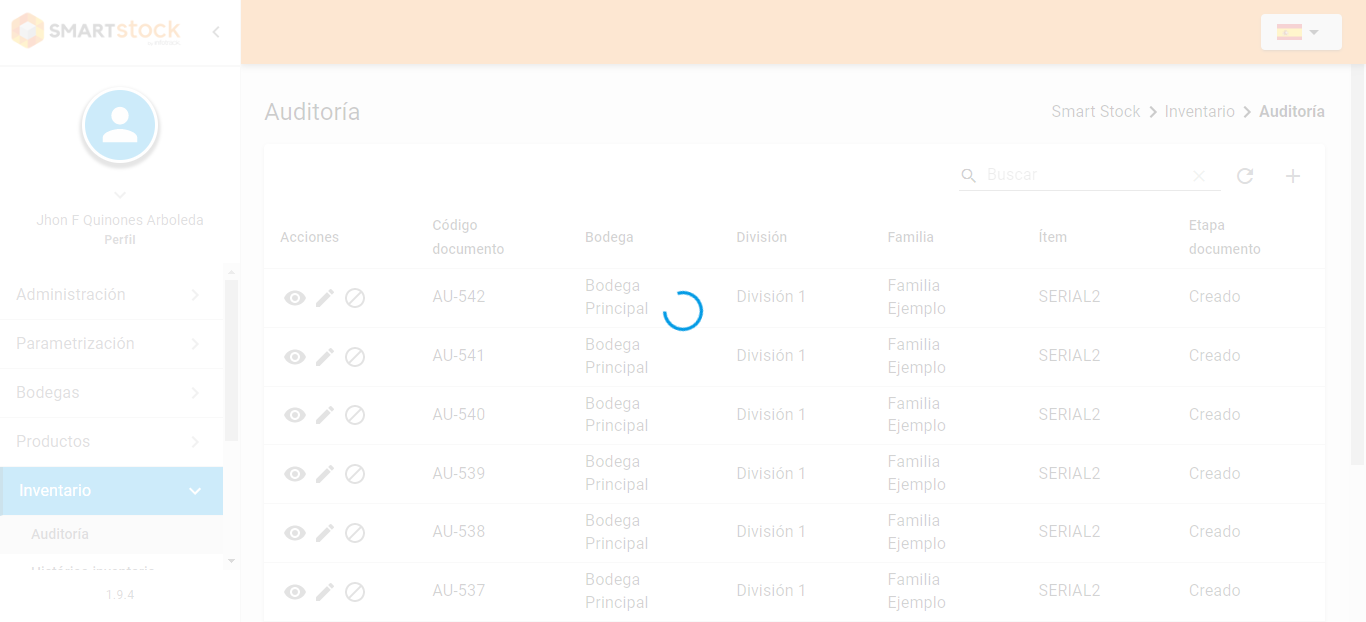 SMARTstock
Jhon F Quinones Arboleda
Perfil
Administración
Parametrización
Bodegas
Productos
Inventario
Auditoría
Histórico inventario
1.9.4
Auditoría
Smart Stock > Inventario > Auditoría
Buscar
Acciones Código documento Bodega División Familia Ítem Etapa documento
AU-542 Bodega Principal División 1 Familia Ejemplo SERIAL2 Creado
AU-541 Bodega Principal División 1 Familia Ejemplo SERIAL2 Creado
AU-540 Bodega Principal División 1 Familia Ejemplo SERIAL2 Creado
AU-539 Bodega Principal División 1 Familia Ejemplo SERIAL2 Creado
AU-538 Bodega Principal División 1 Familia Ejemplo SERIAL2 Creado
AU-537 Bodega Principal División 1 Familia Ejemplo SERIAL2 Creado